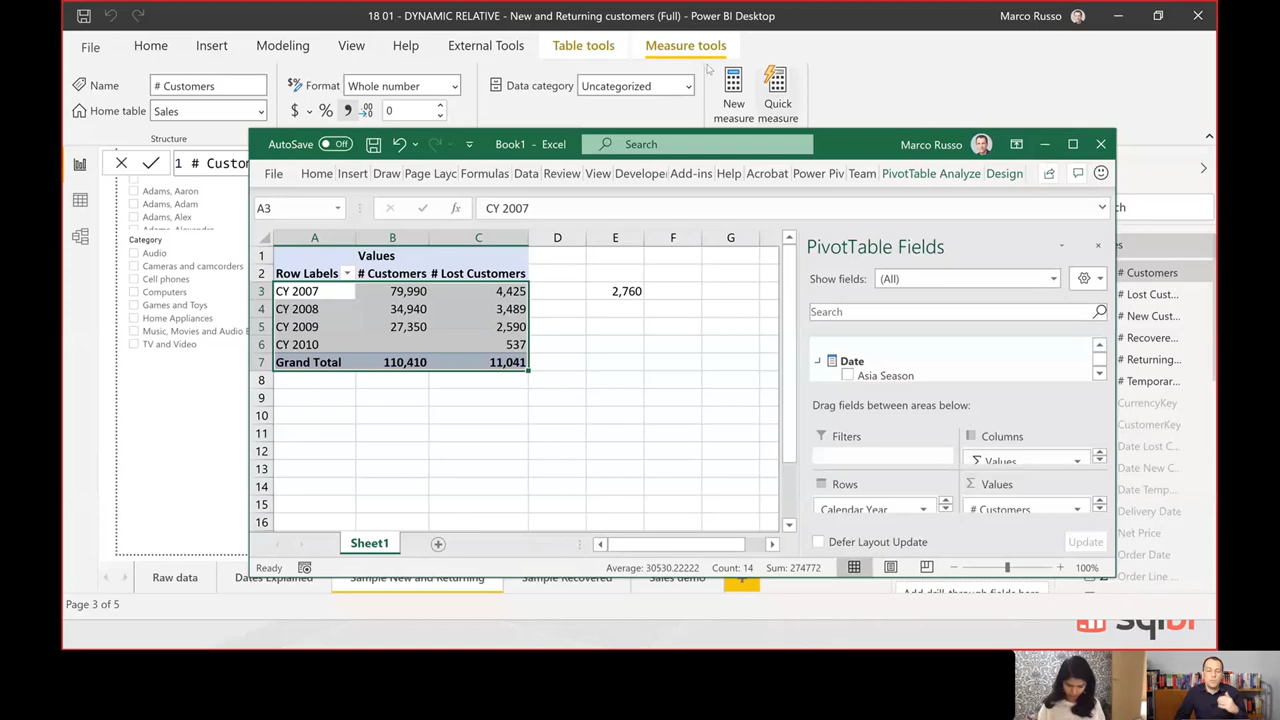 18 01 - DYNAMIC RELATIVE - New and Returning customers (Full) - Power BI Desktop
Marco Russo
File Home Insert Modeling View Help External Tools Table tools Measure tools
Name # Customers
Format Whole number
Data category Uncategorized
New measure
Quick measure
Home table Sales
$ % 9 .00 0
Structure
1 # Custon
Adams, Aaron
Adams, Adam
Adams, Alex
Category
Audio
Cameras and camcorders
Cell phones
Computers
Games and Toys
Home Appliances
Music, Movies and Audio
TV and Video
AutoSave Off
Book1 - Excel
Search
Marco Russo
File Home Insert Draw Page Layc Formulas Data Review View Develope Add-ins Help Acrobat Power Piv Team PivotTable Analyze Design
A3 fx CY 2007
A B C D E F G
1 Values
2 Row Labels # Customers # Lost Customers
3 CY 2007 79,990 4,425 2,760
4 CY 2008 34,940 3,489
5 CY 2009 27,350 2,590
6 CY 2010 537
7 Grand Total 110,410 11,041
8
9
10
11
12
13
14
15
16
PivotTable Fields
Show fields: (All)
Search
Date
Asia Season
Drag fields between areas below:
Filters
Columns
Σ Values
Rows
Σ Values
Calendar Year
# Customers
Defer Layout Update
Update
Sheet1
Ready
Average: 30530.22222 Count: 14 Sum: 274772
100%
# Customers
# Lost Cust...
# New Cust...
# Recovere...
# Returning...
# Temporar...
CurrencyKey
CustomerKey
Date Lost C...
Date New C...
Date Temp...
Delivery Date
Net Price
Order Date
Order Line ...
Raw data
Dates Explained
Sample New and Returning
Sample Recovered
Sales demo
Add drill-through fields here
Page 3 of 5
sqlbi